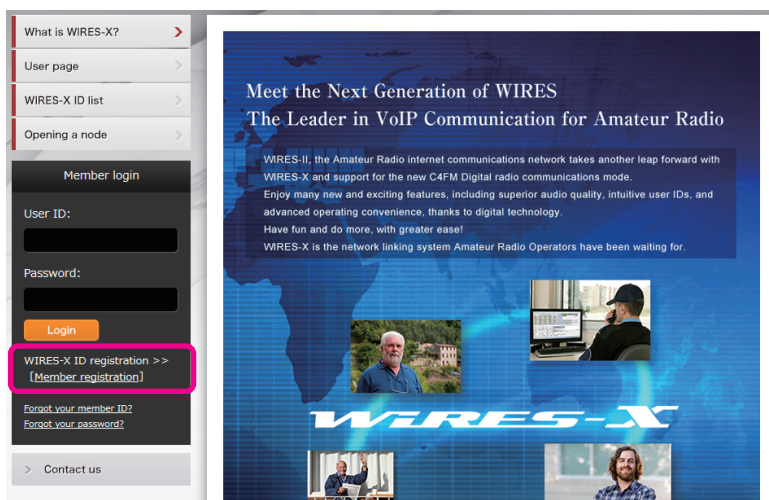 What is WIRES-X?
User page
WIRES-X ID list
Opening a node
Member login
User ID:
Password:
Login
WIRES-X ID registration >>
[Member registration]
Forgot your member ID?
Forgot your password?
Contact us
Meet the Next Generation of WIRES
The Leader in VoIP Communication for Amateur Radio
WIRES-II, the Amateur Radio internet communications network takes another leap forward with
WIRES-X and support for the new C4FM Digital radio communications mode.
Enjoy many new and exciting features, including superior audio quality, intuitive user IDs, and
advanced operating convenience, thanks to digital technology.
Have fun and do more, with greater ease!
WIRES-X is the network linking system Amateur Radio Operators have been waiting for.
WiRES-X